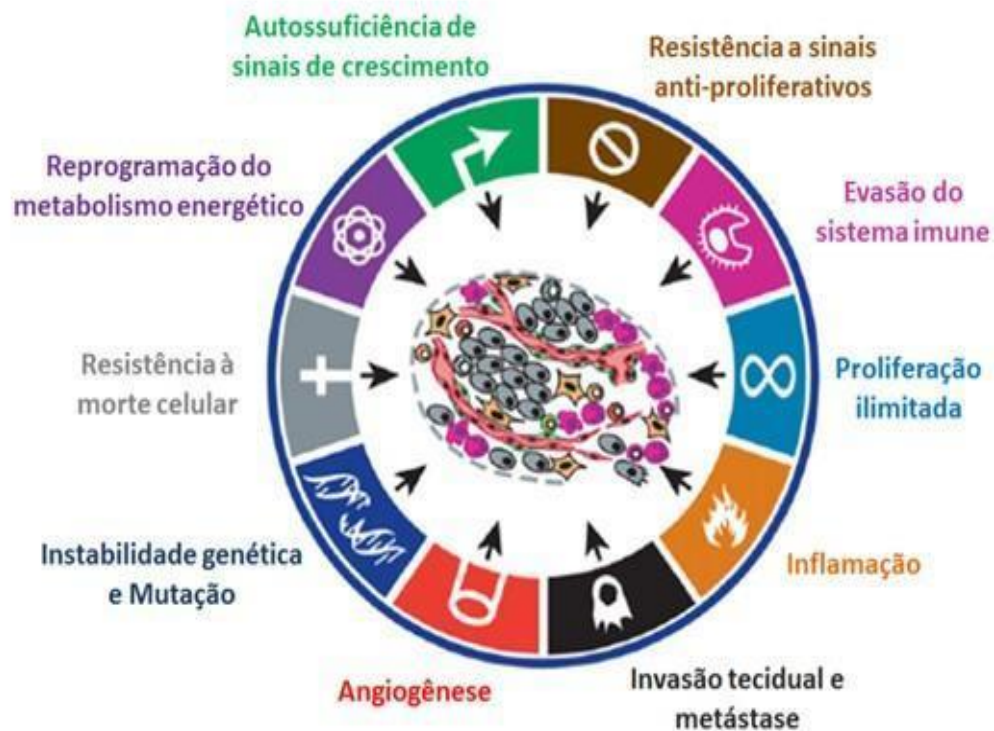 Autossuficiência de
sinais de crescimento
Resistência a sinais
anti-proliferativos
Reprogramação do
metabolismo energético
Evasão do
sistema imune
Resistência à
morte celular
Proliferação
ilimitada
Instabilidade genética
e Mutação
Inflamação
Angiogênese
Invasão tecidual e
metástase